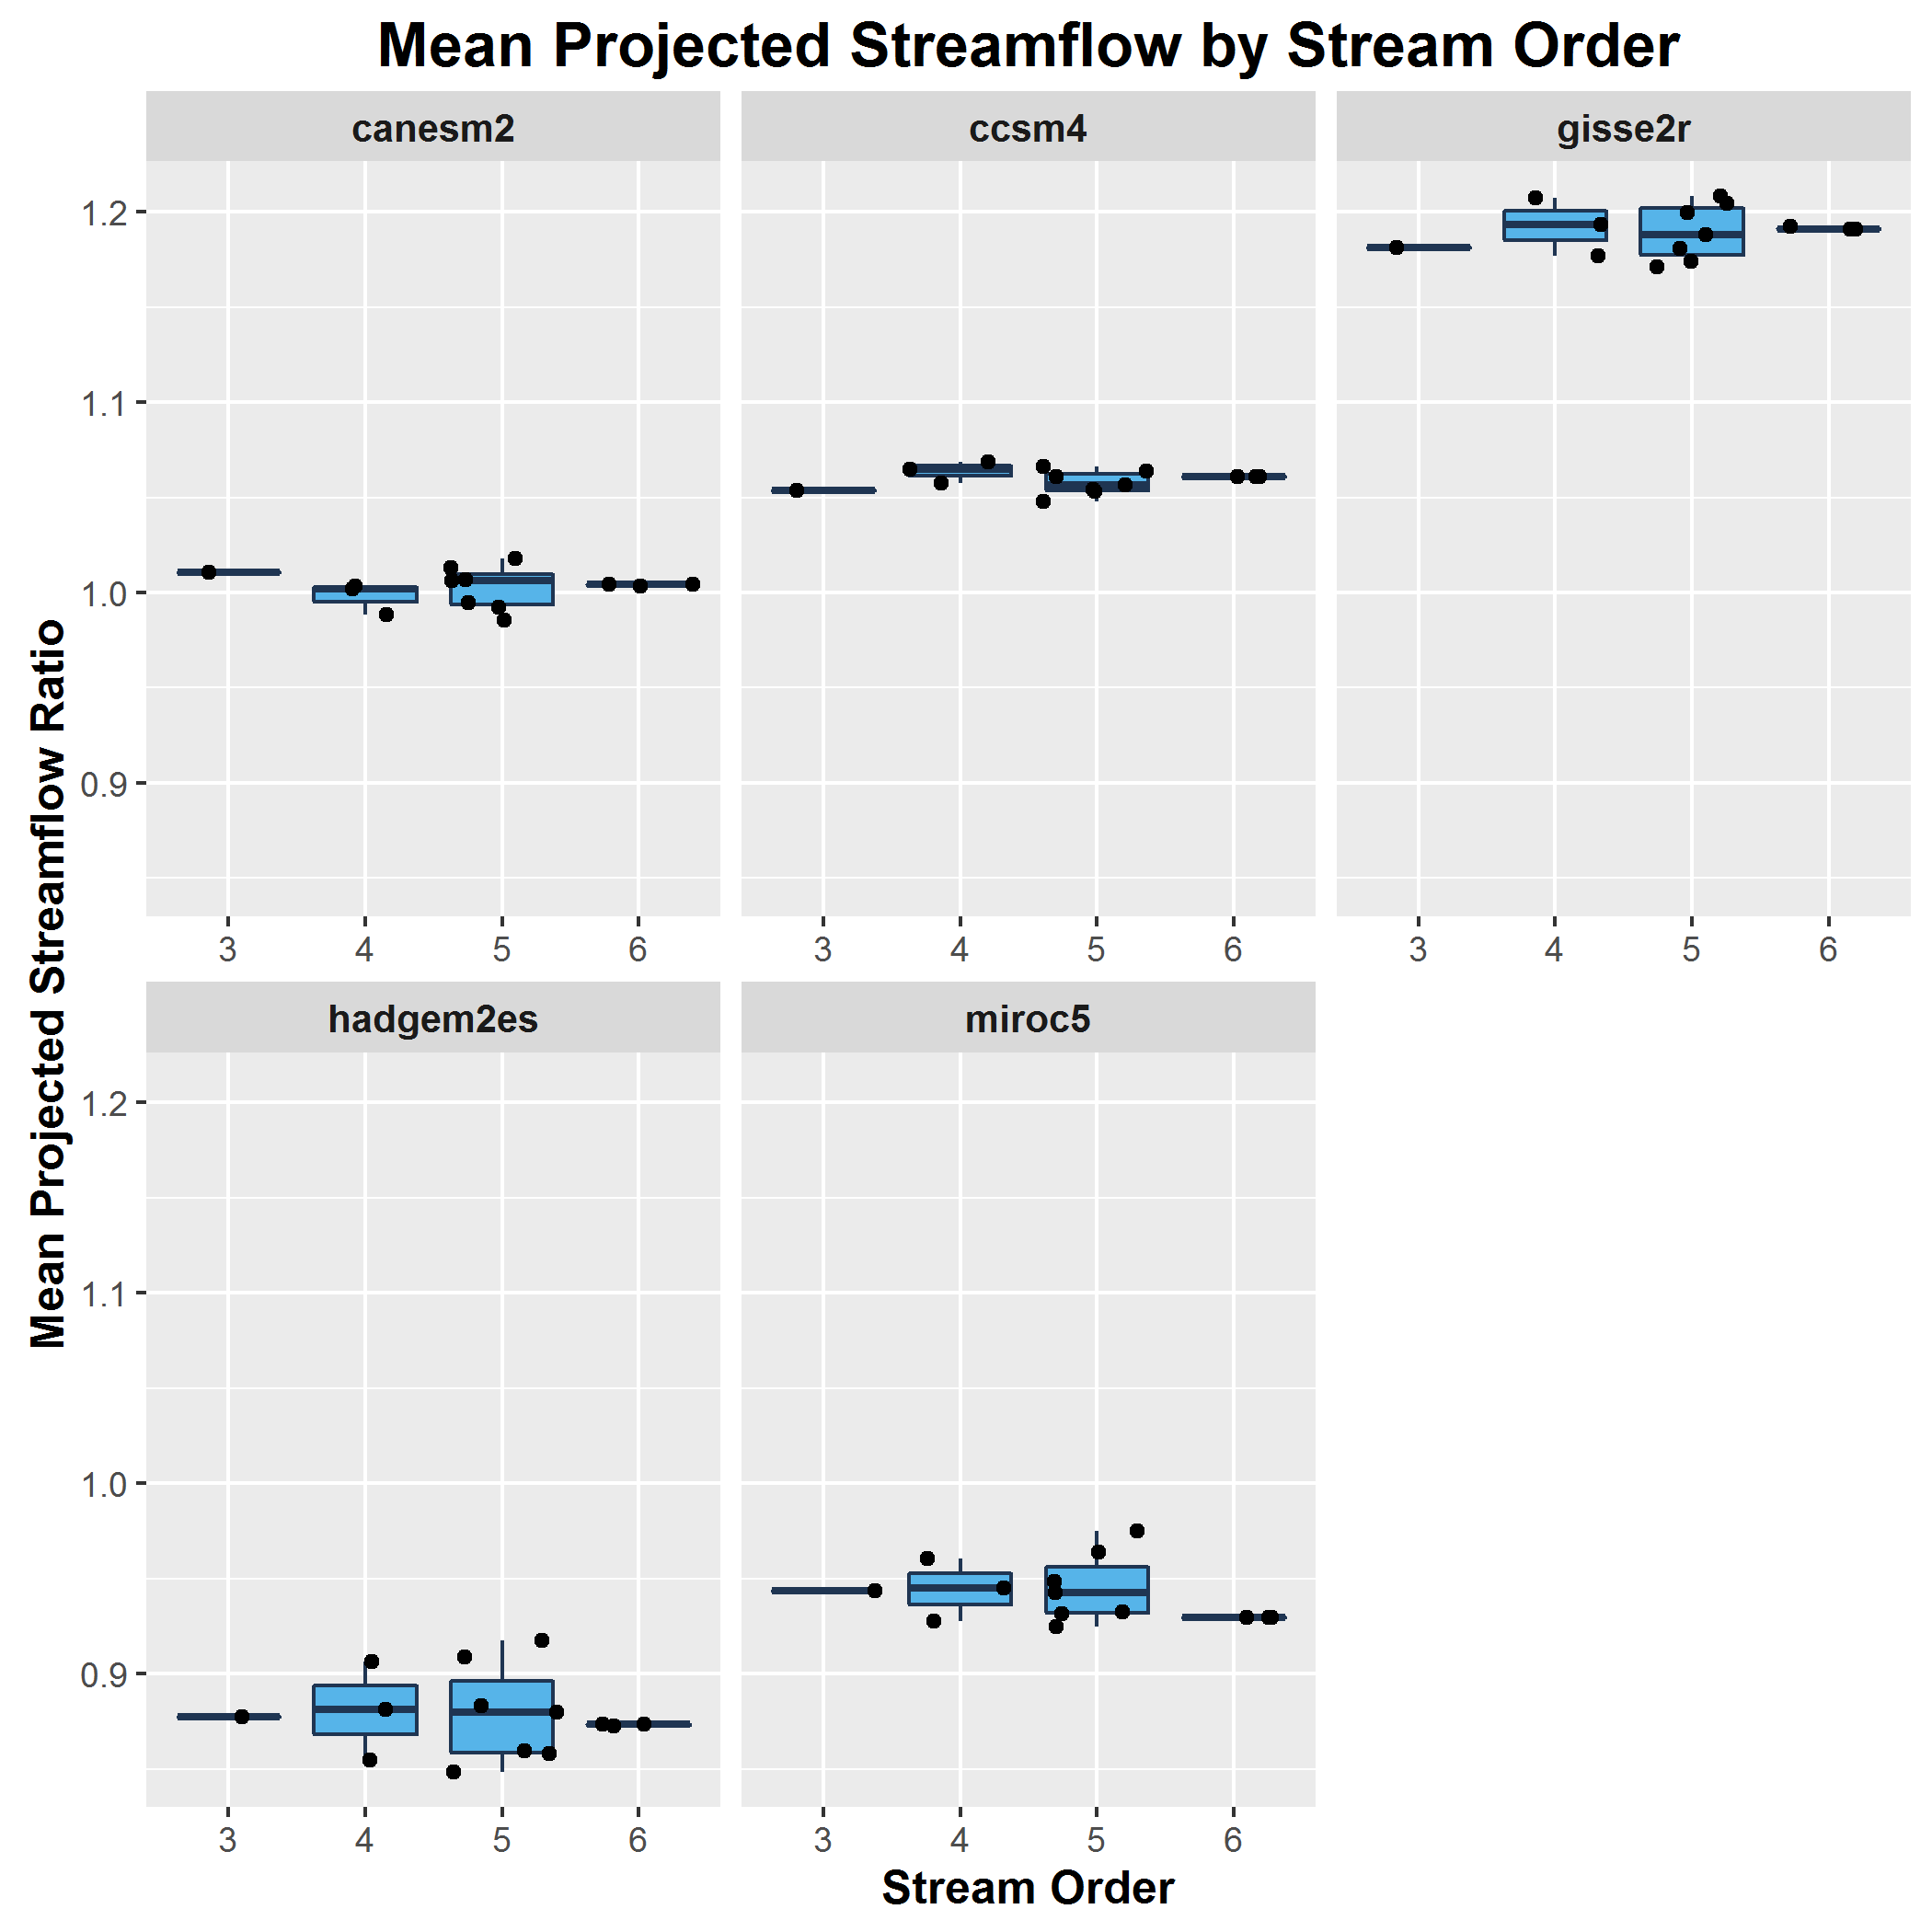 Mean Projected Streamflow by Stream Order
canesm2
ccsm4
gisse2r
1.2
1.1
1.0
0.9
3 4 5 6
3 4 5 6
3 4 5 6
Mean Projected Streamflow Ratio
hadgem2es
miroc5
1.2
1.1
1.0
0.9
3 4 5 6
3 4 5 6
Stream Order